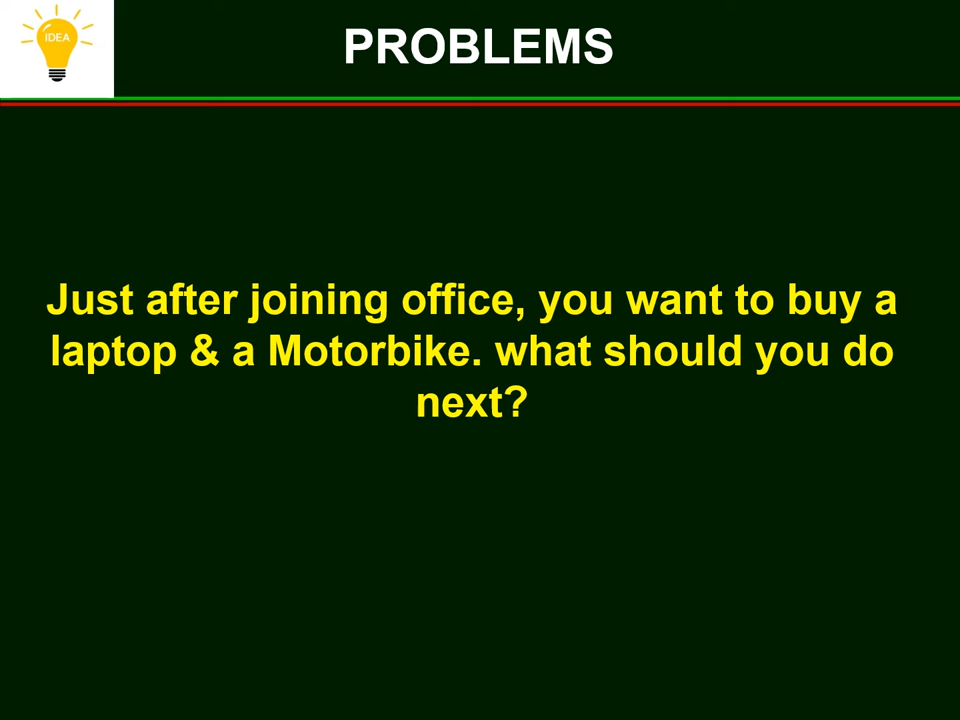 IDEA
PROBLEMS
Just after joining office, you want to buy a
laptop & a Motorbike. what should you do
next?